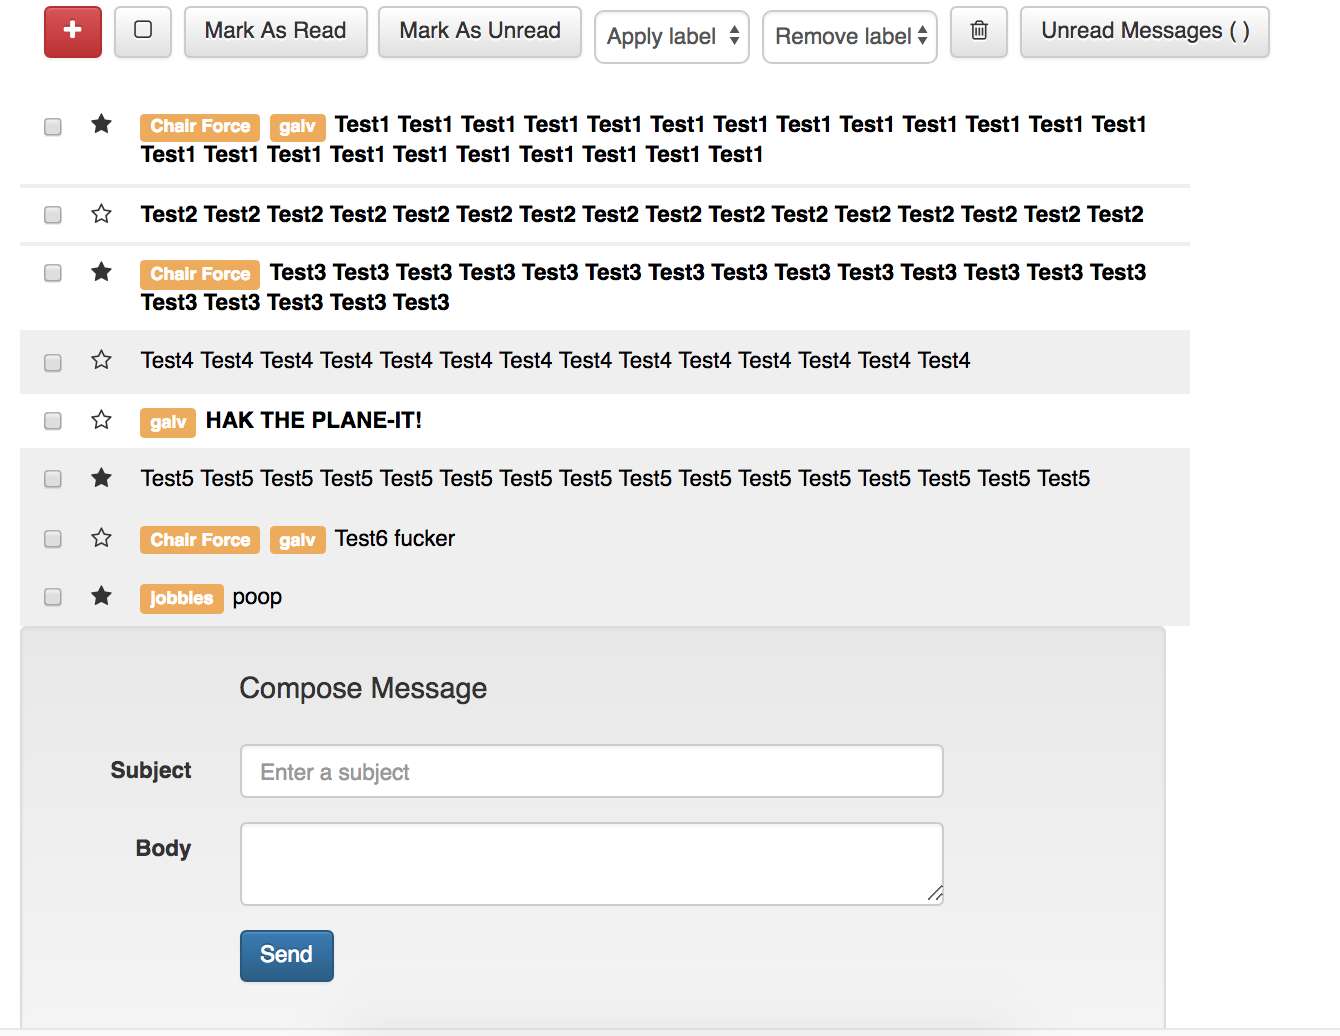 Mark As Read Mark As Unread Apply label Remove label Unread Messages ( )
Chair Force galv Test1 Test1 Test1 Test1 Test1 Test1 Test1 Test1 Test1 Test1 Test1 Test1 Test1
Test1 Test1 Test1 Test1 Test1 Test1 Test1 Test1 Test1 Test1
Test2 Test2 Test2 Test2 Test2 Test2 Test2 Test2 Test2 Test2 Test2 Test2 Test2 Test2 Test2 Test2
Chair Force Test3 Test3 Test3 Test3 Test3 Test3 Test3 Test3 Test3 Test3 Test3 Test3 Test3 Test3
Test3 Test3 Test3 Test3 Test3
Test4 Test4 Test4 Test4 Test4 Test4 Test4 Test4 Test4 Test4 Test4 Test4 Test4 Test4
galv HAK THE PLANE-IT!
Test5 Test5 Test5 Test5 Test5 Test5 Test5 Test5 Test5 Test5 Test5 Test5 Test5 Test5 Test5 Test5
Chair Force galv Test6 fucker
jobbies poop
Compose Message
Subject Enter a subject
Body
Send